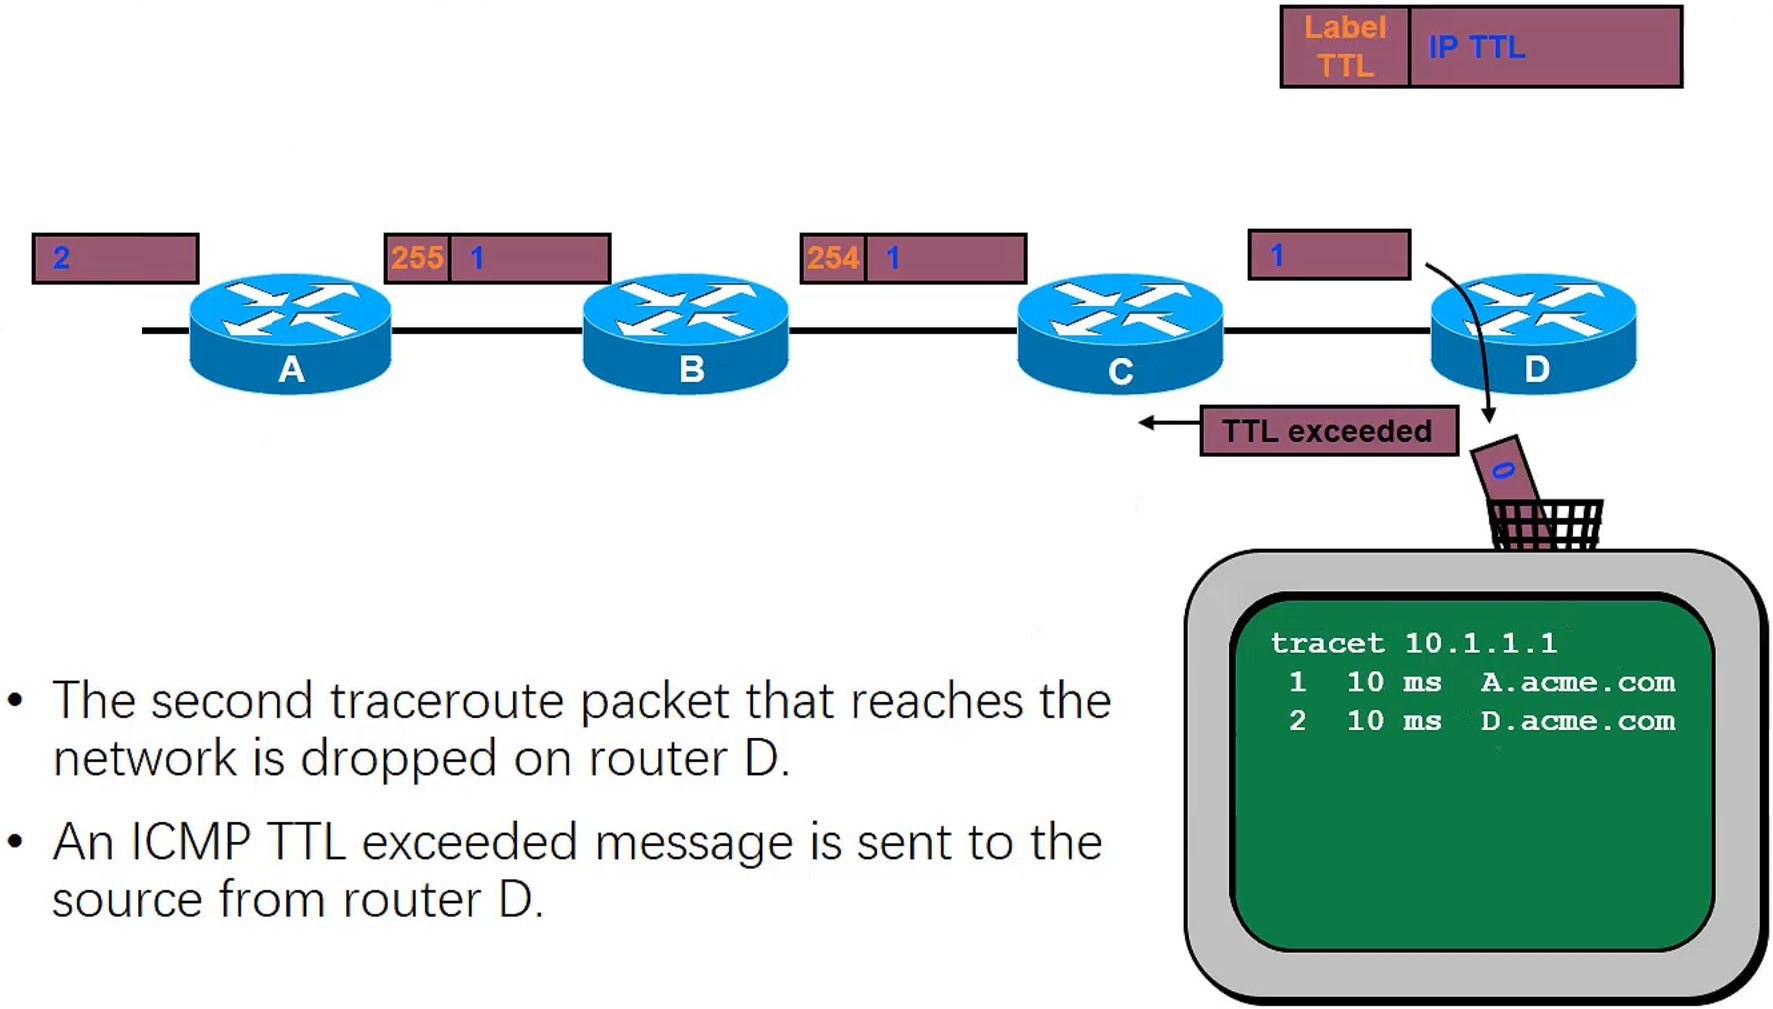 Label
TTL
IP TTL
2
255 1
254 1
1
A
B
C
D
TTL exceeded
0
tracet 10.1.1.1
1 10 ms A.acme.com
2 10 ms D.acme.com
• The second traceroute packet that reaches the
network is dropped on router D.
• An ICMP TTL exceeded message is sent to the
source from router D.